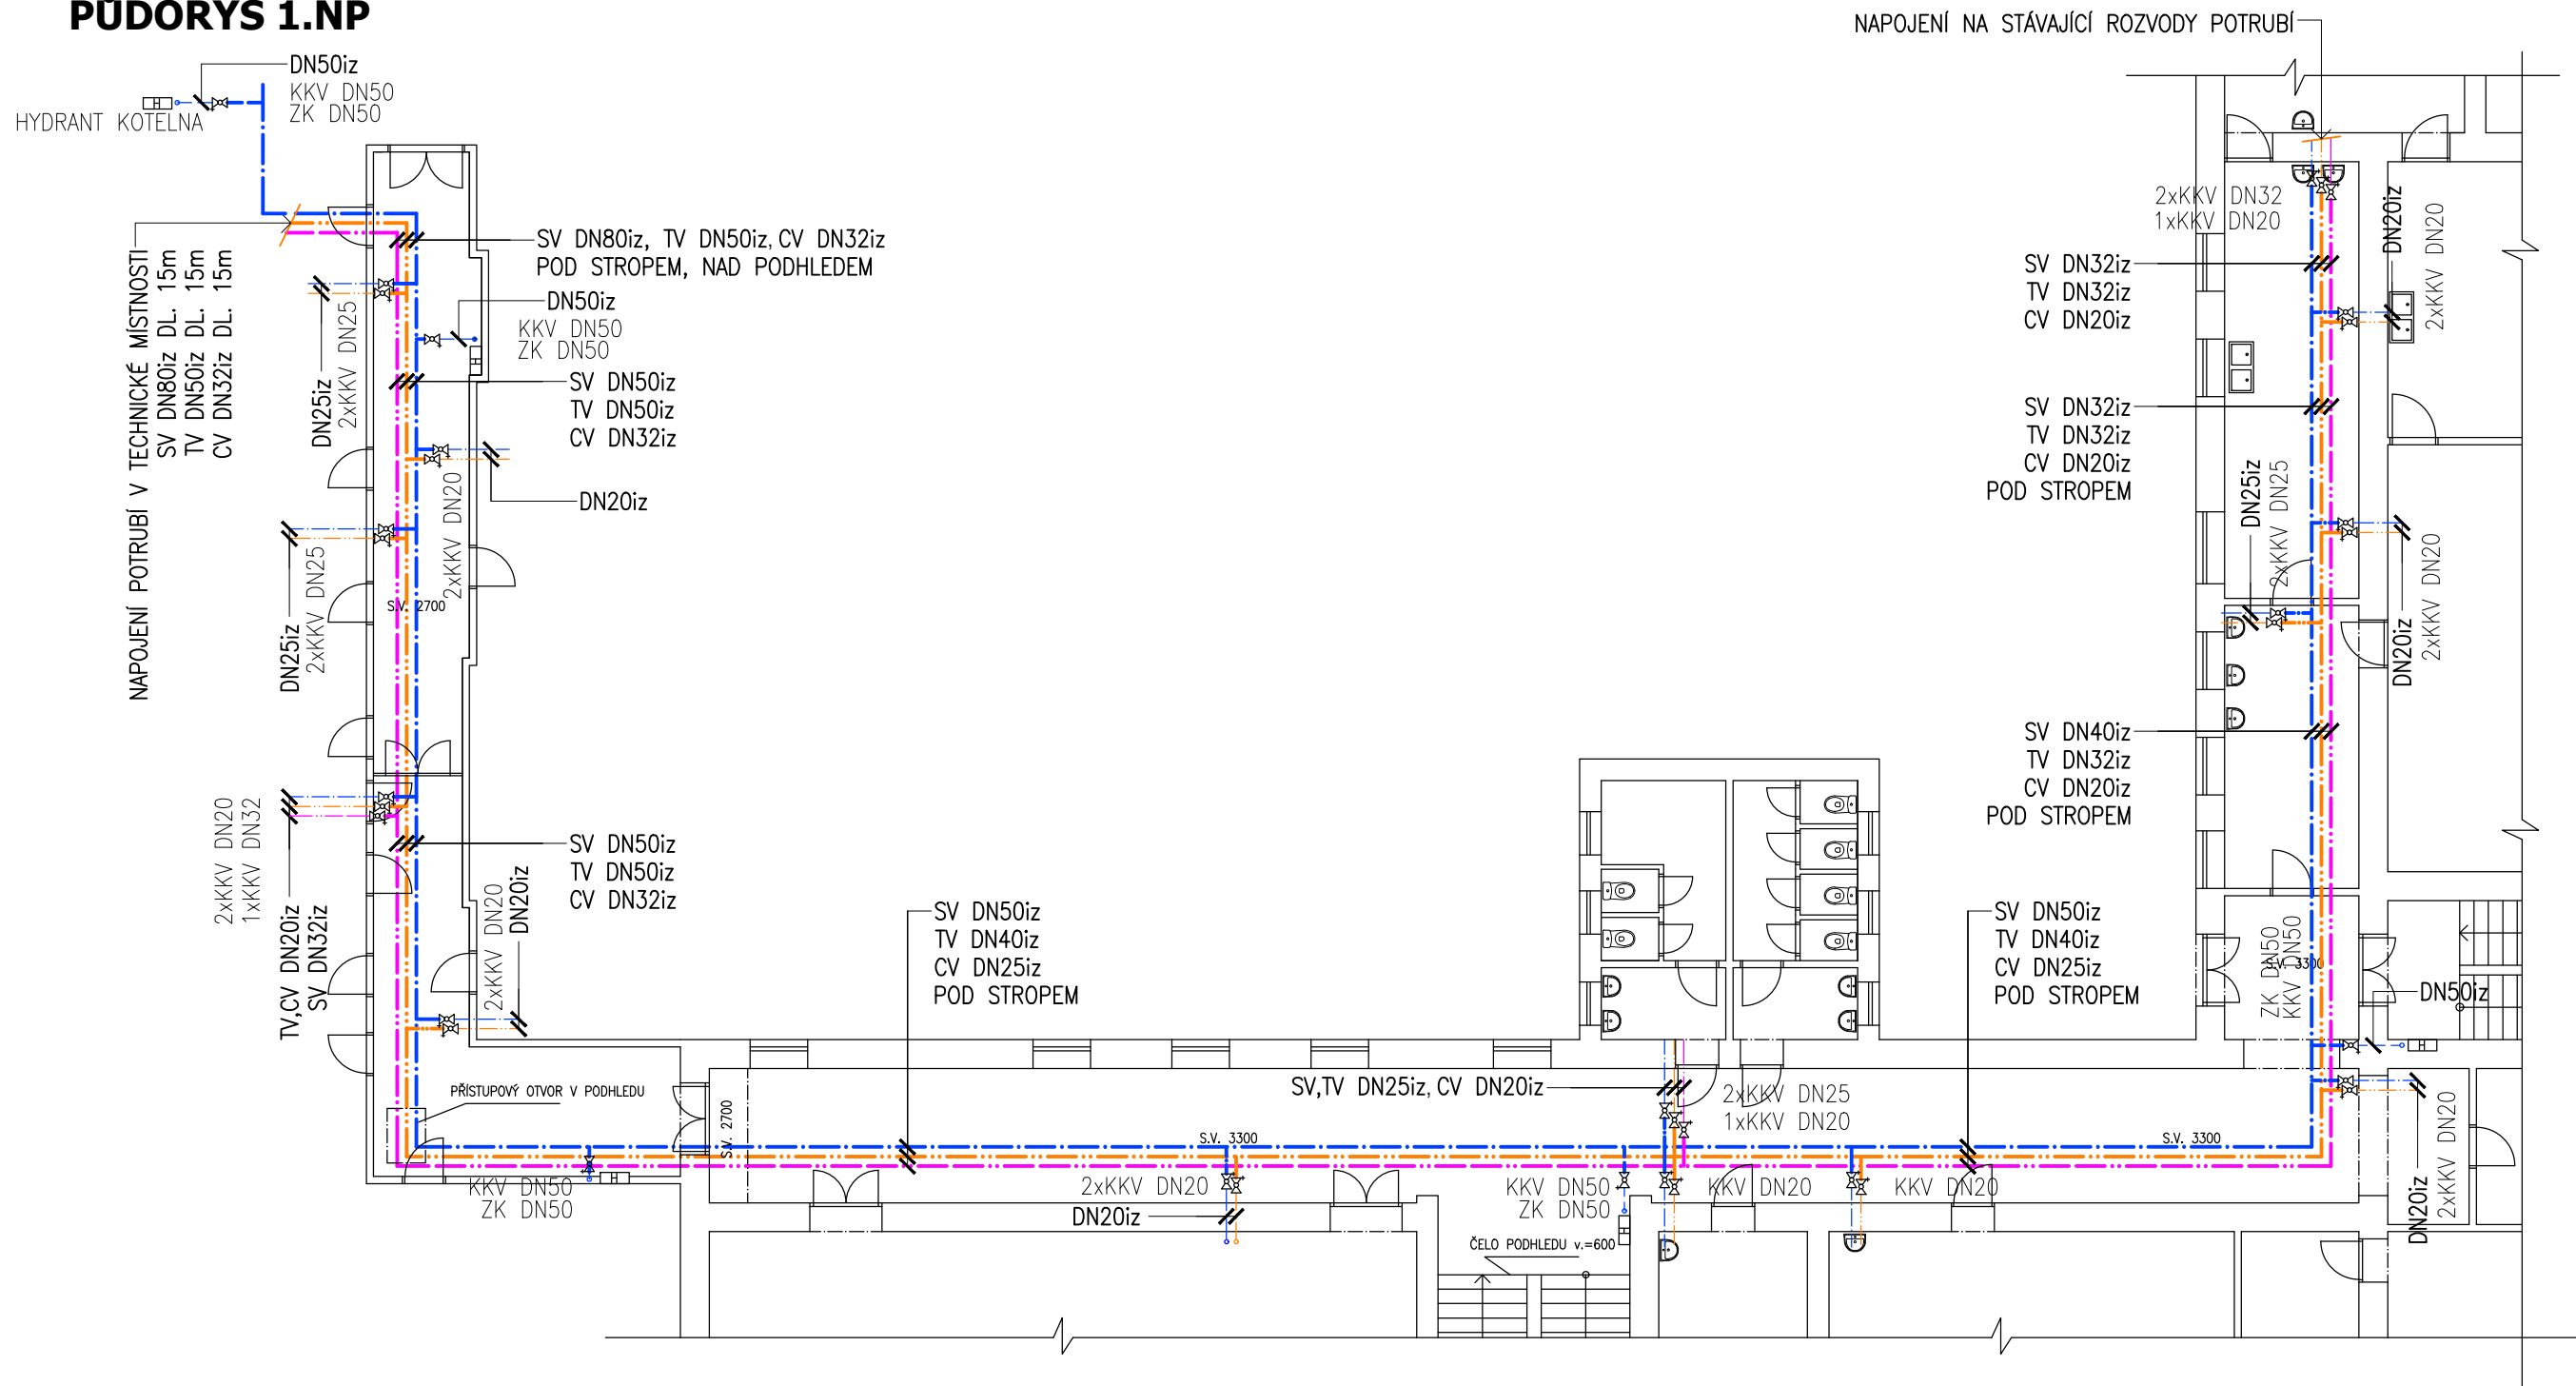 PŮDORYS 1.NP
NAPOJENÍ NA STÁVAJÍCÍ ROZVODY POTRUBÍ
DN50iz
KKV DN50
ZK DN50
HYDRANT KOTELNA
NAPOJENÍ POTRUBÍ V TECHNICKÉ MÍSTNOSTI
SV DN80iz DL. 15m
TV DN50iz DL. 15m
CV DN32iz DL. 15m
SV DN80iz, TV DN50iz, CV DN32iz
POD STROPEM, NAD PODHLEDEM
DN50iz
KKV DN50
ZK DN50
DN25iz
2xKKV DN25
SV DN50iz
TV DN50iz
CV DN32iz
2xKKV DN20
DN20iz
DN25iz
2xKKV DN25
S.V. 2700
2xKKV DN20
1xKKV DN32
TV,CV DN20iz
SV DN32iz
SV DN50iz
TV DN50iz
CV DN32iz
2xKKV DN20
DN20iz
PŘÍSTUPOVÝ OTVOR V PODHLEDU
S.V. 2700
KKV DN50
ZK DN50
SV DN50iz
TV DN40iz
CV DN25iz
POD STROPEM
S.V. 3300
2xKKV DN20
DN20iz
SV,TV DN25iz, CV DN20iz
2xKKV DN25
1xKKV DN20
KKV DN50
ZK DN50
KKV DN20
KKV DN20
ČELO PODHLEDU v.=600
SV DN50iz
TV DN40iz
CV DN25iz
POD STROPEM
S.V. 3300
2xKKV DN32
1xKKV DN20
SV DN32iz
TV DN32iz
CV DN20iz
DN20iz
2xKKV DN20
SV DN32iz
TV DN32iz
CV DN20iz
POD STROPEM
DN25iz
2xKKV DN25
DN20iz
2xKKV DN20
SV DN40iz
TV DN32iz
CV DN20iz
POD STROPEM
ZK DN50
KKV DN50
S.V. 3300
DN50iz
DN20iz
2xKKV DN20